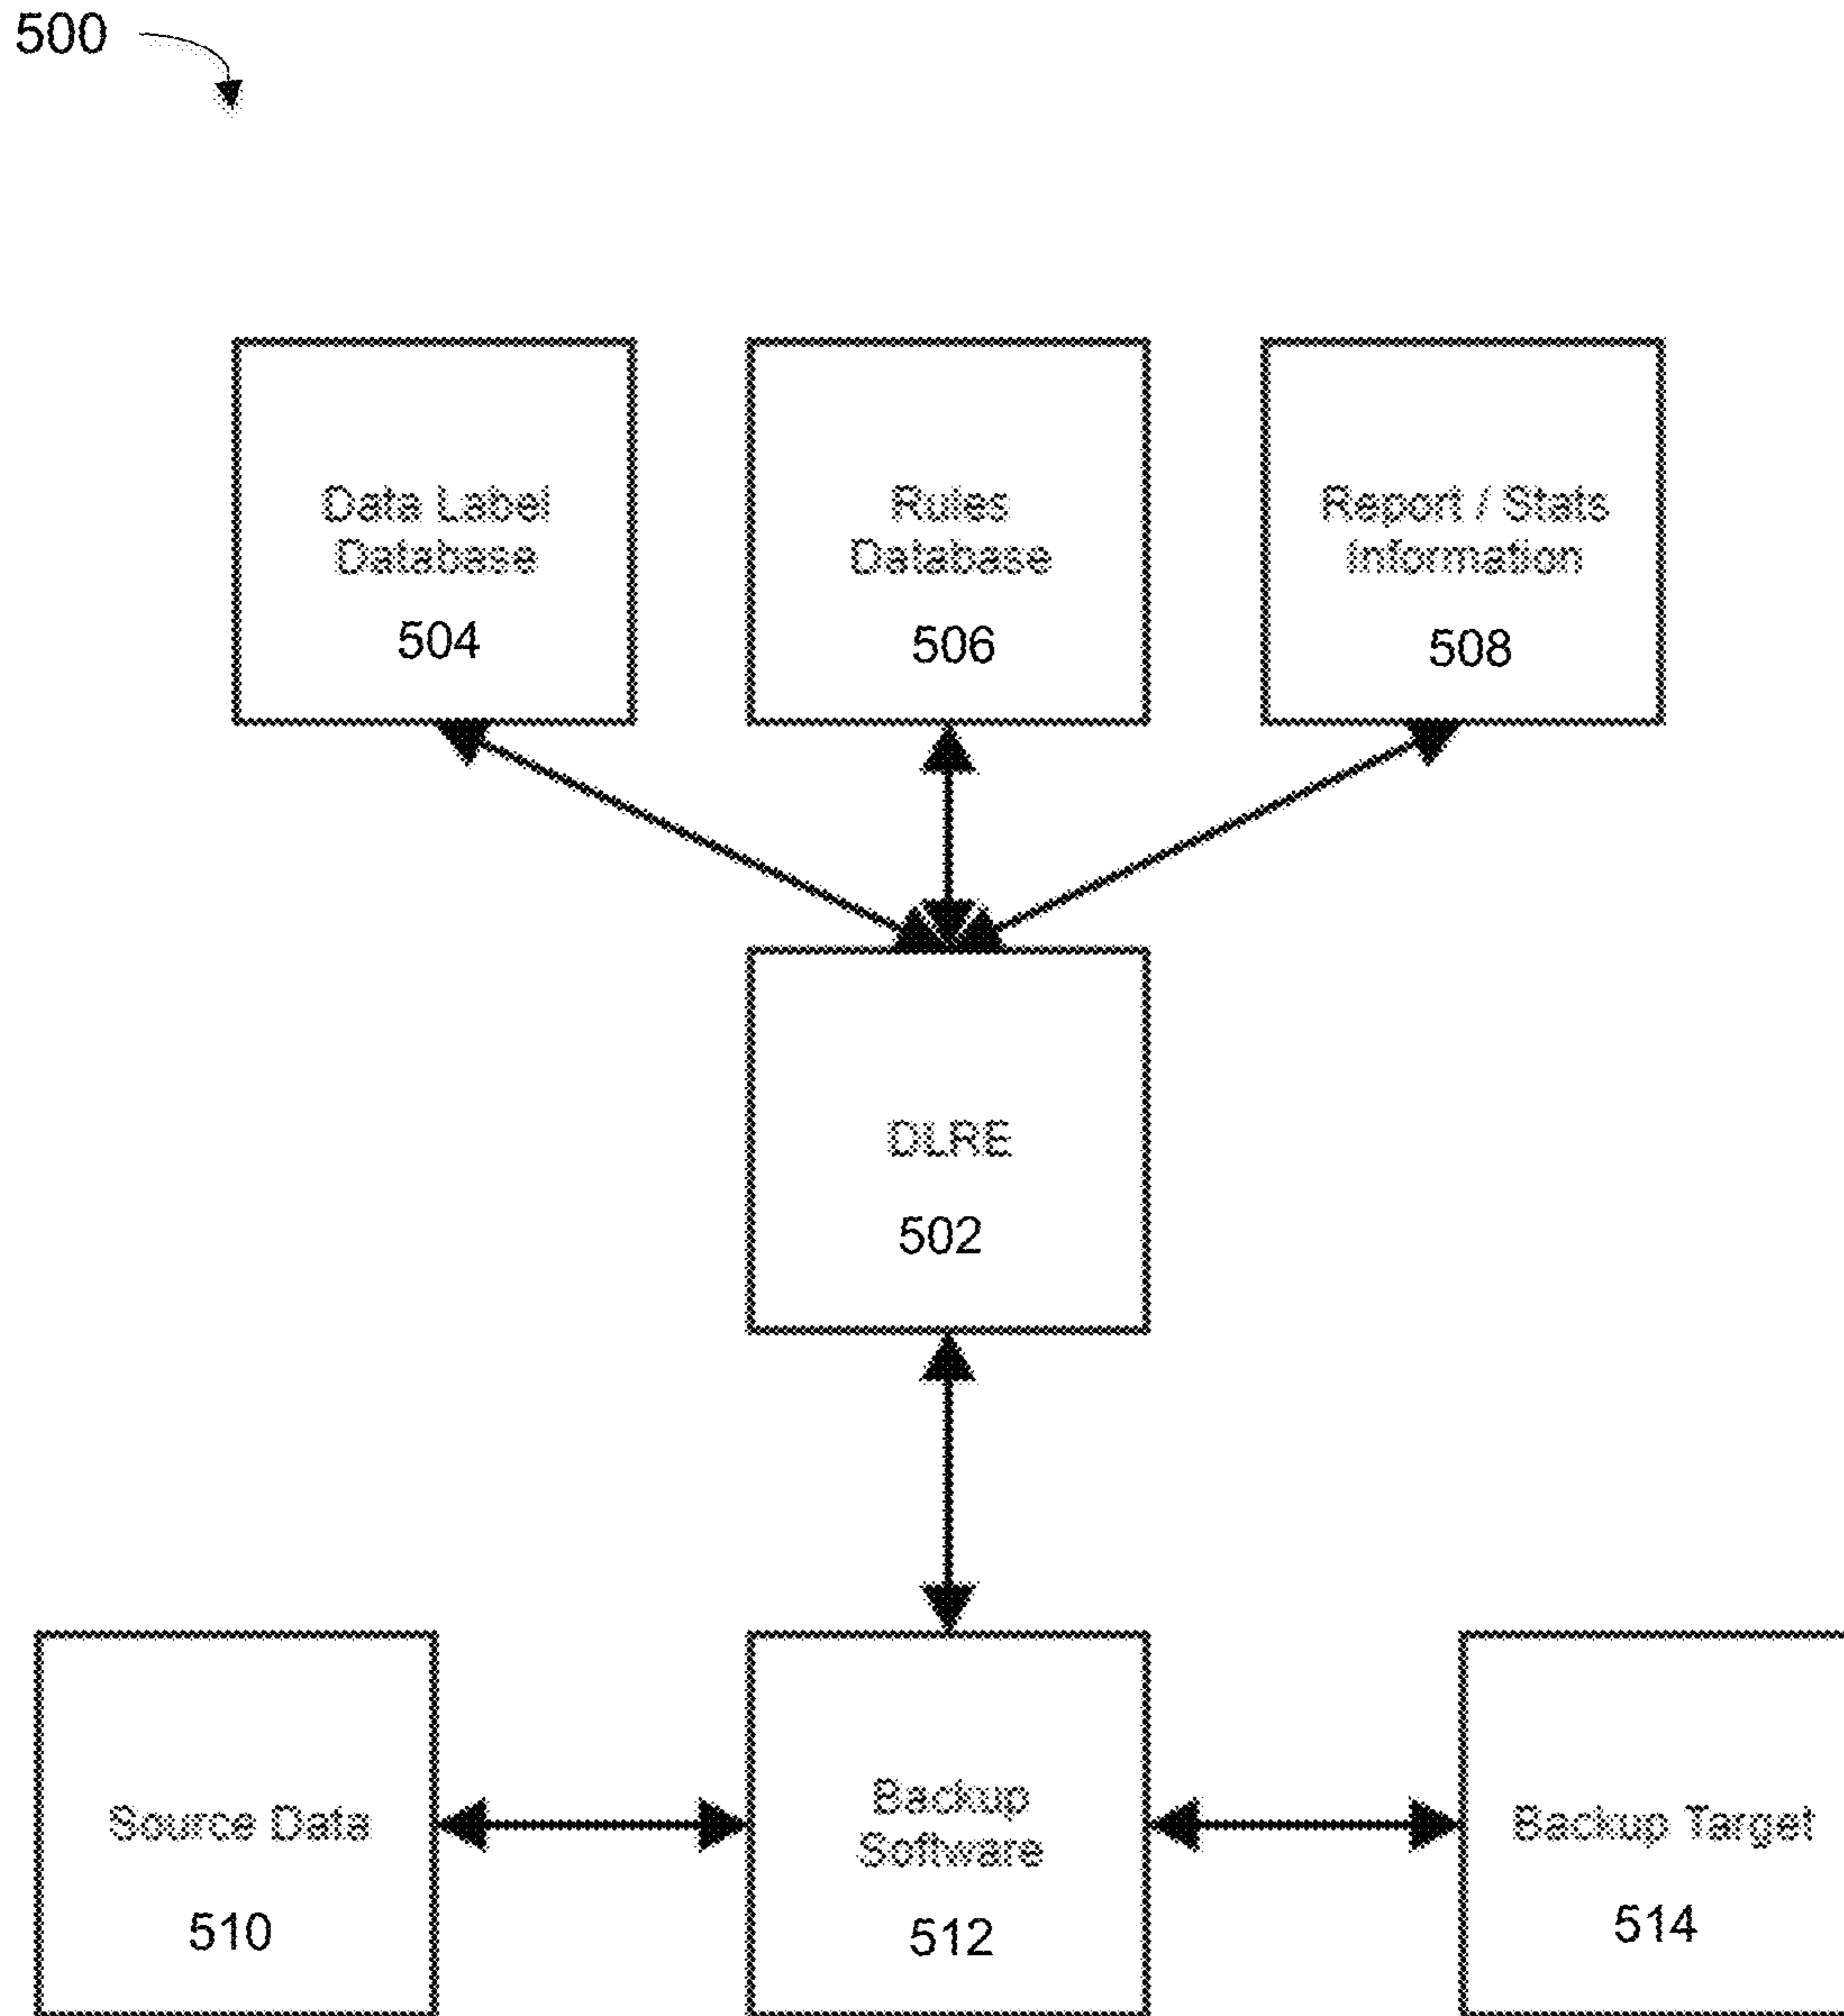 500
Data Label
Database
504
Rules
Database
506
Report / Stats
Information
508
DLRE
502
Source Data
510
Backup
Software
512
Backup Target
514